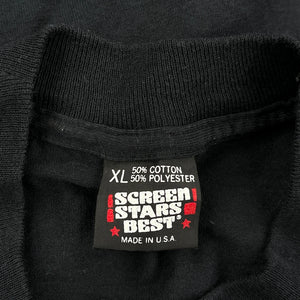 XL 50% COTTON
50% POLYESTER
SCREEN
STARS
BEST®
MADE IN U.S.A.